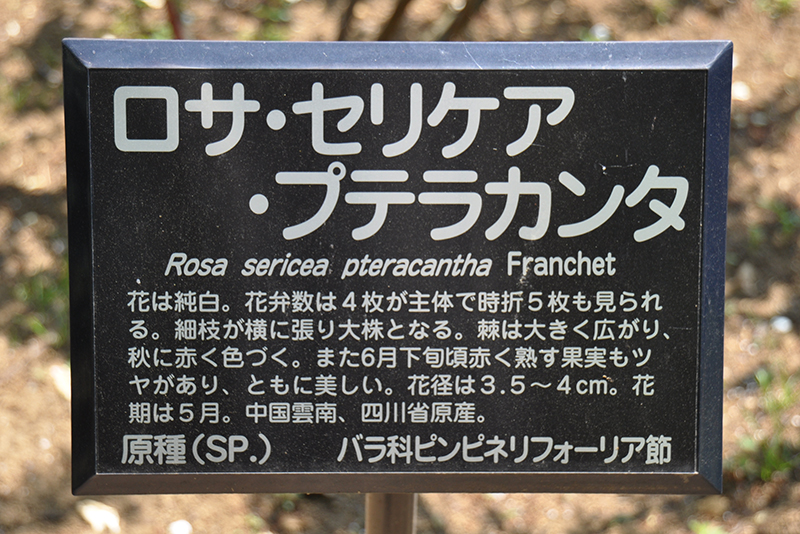 ロサ・セリケア
・プテラカンタ
Rosa sericea pteracantha Franchet
花は純白。花弁数は４枚が主体で時折５枚も見られ
る。細枝が横に張り大株となる。棘は大きく広がり、
秋に赤く色づく。また6月下旬頃赤く熟す果実もツ
ヤがあり、ともに美しい。花径は３.５～４cm。花
期は５月。中国雲南、四川省原産。
原種（SP.） バラ科ピンピネリフォーリア節